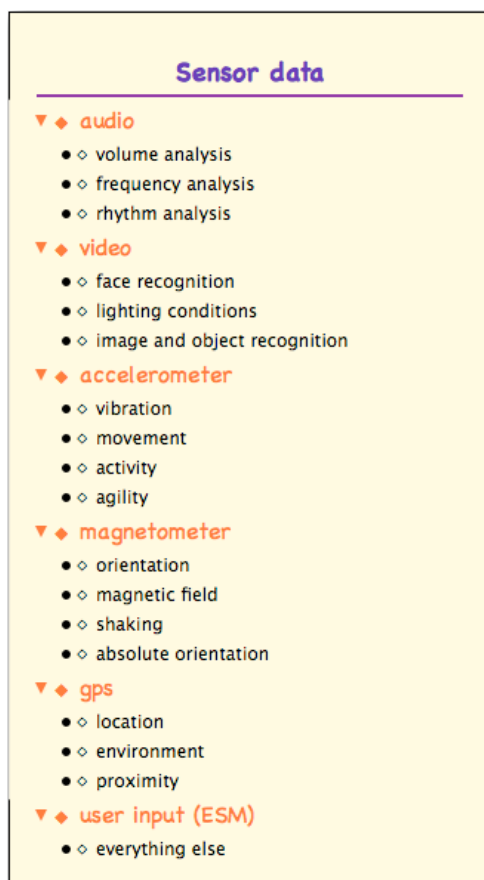 Sensor data
audio
volume analysis
frequency analysis
rhythm analysis
video
face recognition
lighting conditions
image and object recognition
accelerometer
vibration
movement
activity
agility
magnetometer
orientation
magnetic field
shaking
absolute orientation
gps
location
environment
proximity
user input (ESM)
everything else